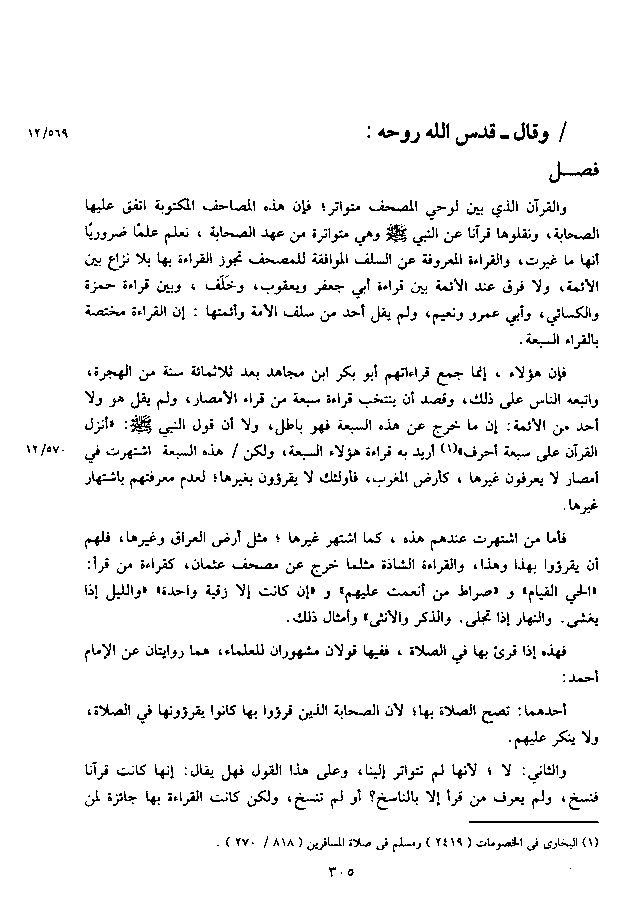 / وقال ـ قدس الله روحه : ١٢/٥٦٩
فصـــل
والقرآن الذي بين لوحي المصحف متواتر؛ فإن هذه المصاحف المكتوبة اتفق عليها
الصحابة، ونقلوها قرآنا عن النبي ﷺ وهي متواترة من عهد الصحابة ، نعلم علمًا ضروريًا
أنها ما غيرت، والقراءة المعروفة عن السلف الموافقة للمصحف تجوز القراءة بها بلا نزاع بين
الأئمة، ولا فرق عند الأئمة بين قراءة أبي جعفر ويعقوب، وخَلَف ، وبين قراءة حمزة
والكسائي، وأبي عمرو ونعيم، ولم يقل أحد من سلف الأمة وأئمتها : إن القراءة مختصة
بالقراء السبعة.
فإن هؤلاء ، إنما جمع قراءاتهم أبو بكر ابن مجاهد بعد ثلاثمائة سنة من الهجرة،
واتبعه الناس على ذلك، وقصد أن ينتخب قراءة سبعة من قراء الأمصار، ولم يقل هو ولا
أحد من الأئمة: إن ما خرج عن هذه السبعة فهو باطل، ولا أن قول النبي ﷺ: «أنزل
القرآن على سبعة أحرف»(١) أريد به قراءة هؤلاء السبعة، ولكن / هذه السبعة اشتهرت في ١٢/٥٧٠
أمصار لا يعرفون غيرها ، كأرض المغرب، فأولئك لا يقرؤون بغيرها؛ لعدم معرفتهم باشتهار
غيرها.
فأما من اشتهرت عندهم هذه ، كما اشتهر غيرها ؛ مثل أرض العراق وغيرها، فلهم
أن يقرؤوا بهذا وهذا، والقراءة الشاذة مثلما خرج عن مصحف عثمان، كقراءة من قرأ:
«الحي القيام» و «صراط من أنعمت عليهم» و «إن كانت إلا زقية واحدة» «والليل إذا
يغشي. والنهار إذا تجلى. والذكر والأنثى» وأمثال ذلك.
فهذه إذا قرئ بها في الصلاة ، ففيها قولان مشهوران للعلماء، هما روايتان عن الإمام
أحمد:
أحدهما: تصح الصلاة بها؛ لأن الصحابة الذين قرؤوا بها كانوا يقرؤونها في الصلاة،
ولا ينكر عليهم.
والثاني: لا ؛ لأنها لم تتواتر إلينا، وعلى هذا القول فهل يقال: إنها كانت قرآنا
فنسخ، ولم يعرف من قرأ إلا بالناسخ؟ أو لم تنسخ، ولكن كانت القراءة بها جائزة لمن
(١) البخارى فى الخصومات ( ٢٤١٩ ) ومسلم فى صلاة المسافرين ( ٨١٨ / ٢٧٠ ) .
٣٠٥